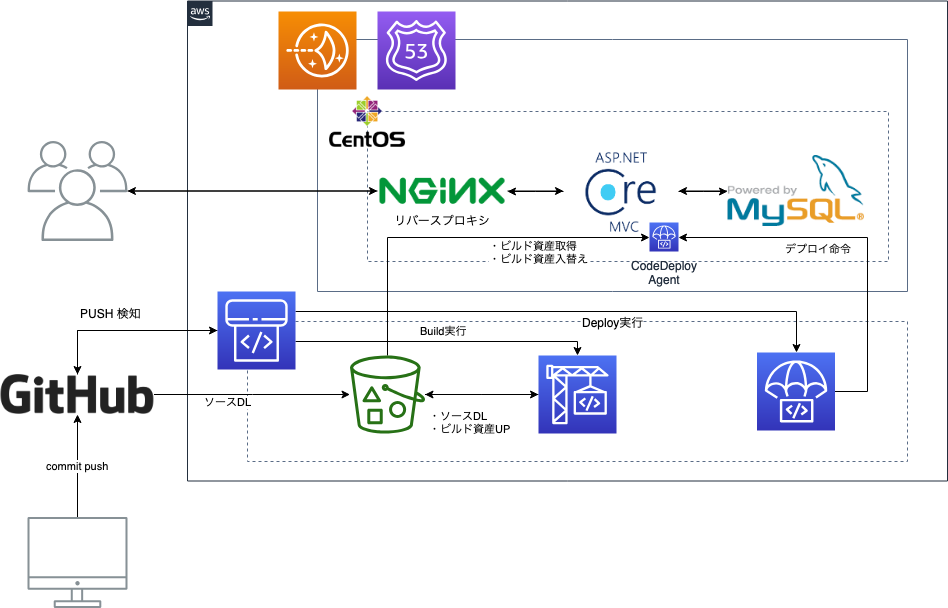 aws
53
CentOS
NGiNX
リバースプロキシ
ASP.NET
Core
MVC
Powered by
MySQL®
・ビルド資産取得
・ビルド資産入替え
CodeDeploy
Agent
デプロイ命令
PUSH 検知
</>
Build実行
Deploy実行
GitHub
ソースDL
・ソースDL
・ビルド資産UP
</>
</>
commit push